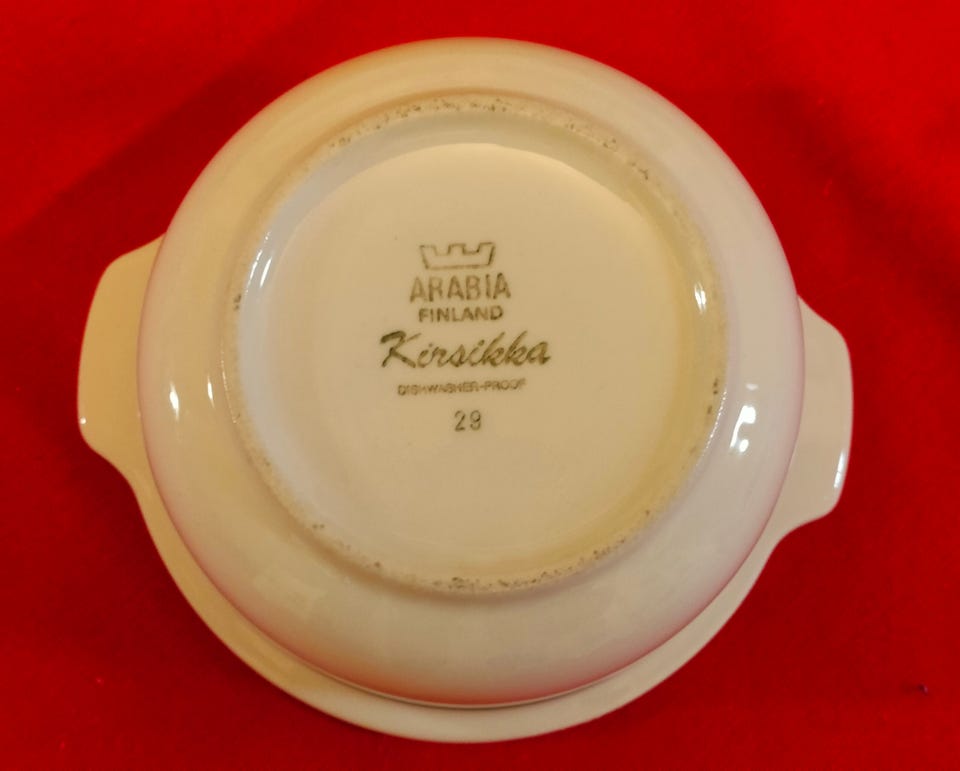 ARABIA
FINLAND
Kirsikka
DISHWASHER-PROOF
29